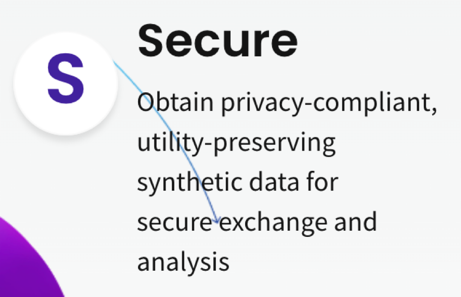 S
Secure
Obtain privacy-compliant,
utility-preserving
synthetic data for
secure exchange and
analysis